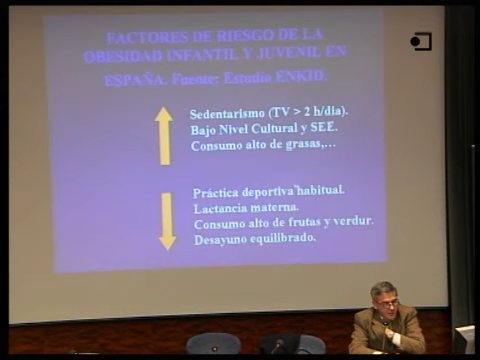 FACTORES DE RIESGO DE LA
OBESIDAD INFANTIL Y JUVENIL EN
ESPAÑA. Fuente: Estudio ENKID.
Sedentarismo (TV > 2 h/dia).
Bajo Nivel Cultural y SEE.
Consumo alto de grasas,...
Práctica deportiva habitual.
Lactancia materna.
Consumo alto de frutas y verdur.
Desayuno equilibrado.